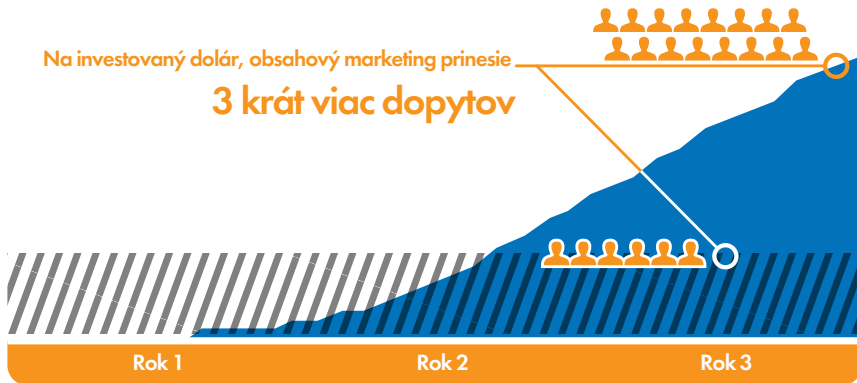 Na investovaný dolár, obsahový marketing prinesie
3 krát viac dopytov
Rok 1
Rok 2
Rok 3